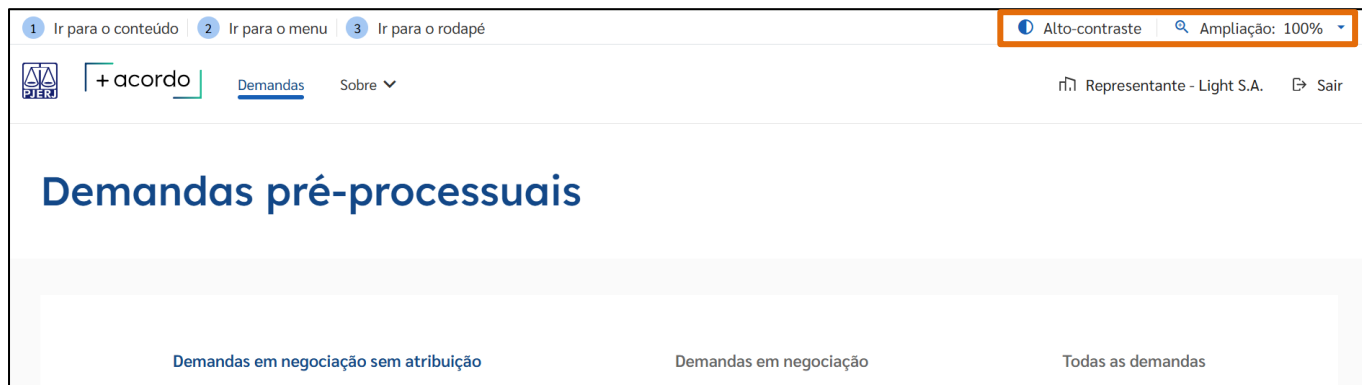 1 Ir para o conteúdo 2 Ir para o menu 3 Ir para o rodapé Alto-contraste Ampliação: 100%
PJERJ +acordo Demandas Sobre Representante - Light S.A. Sair
Demandas pré-processuais
Demandas em negociação sem atribuição Demandas em negociação Todas as demandas